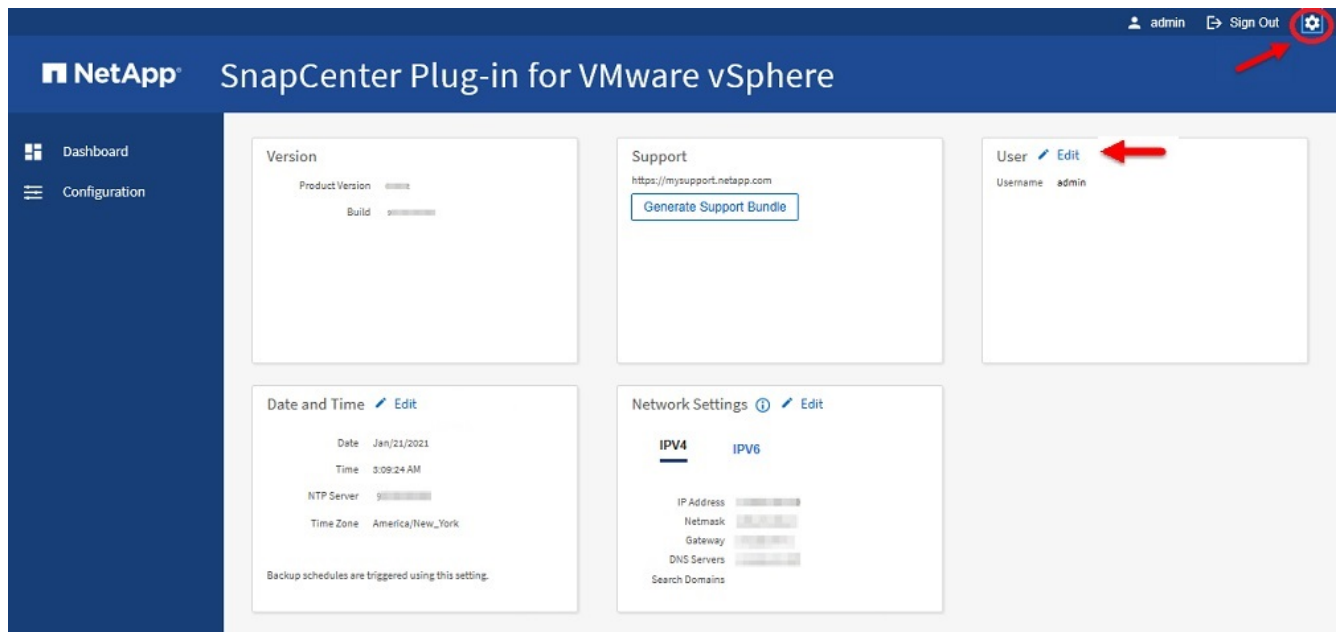 admin Sign Out
NetApp SnapCenter Plug-in for VMware vSphere
Dashboard
Configuration
Version
Product Version
Build
Support
https://mysupport.netapp.com
Generate Support Bundle
User Edit
Username admin
Date and Time Edit
Date Jan/21/2021
Time 3:09:24 AM
NTP Server
Time Zone America/New_York
Backup schedules are triggered using this setting.
Network Settings Edit
IPV4 IPV6
IP Address
Netmask
Gateway
DNS Servers
Search Domains